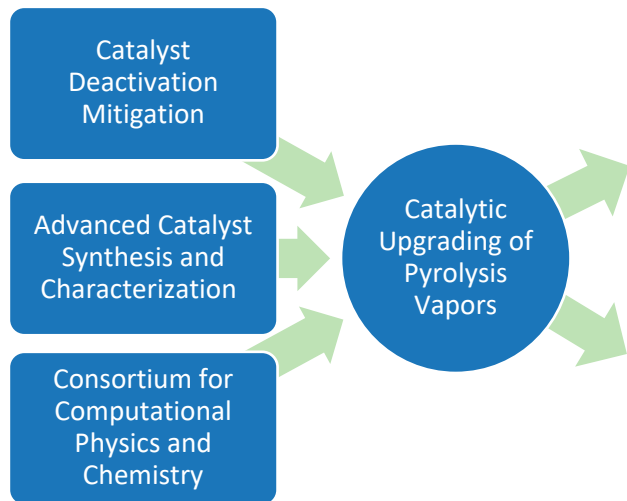 Catalyst
Deactivation
Mitigation
Advanced Catalyst
Synthesis and
Characterization
Consortium for
Computational
Physics and
Chemistry
Catalytic
Upgrading of
Pyrolysis
Vapors